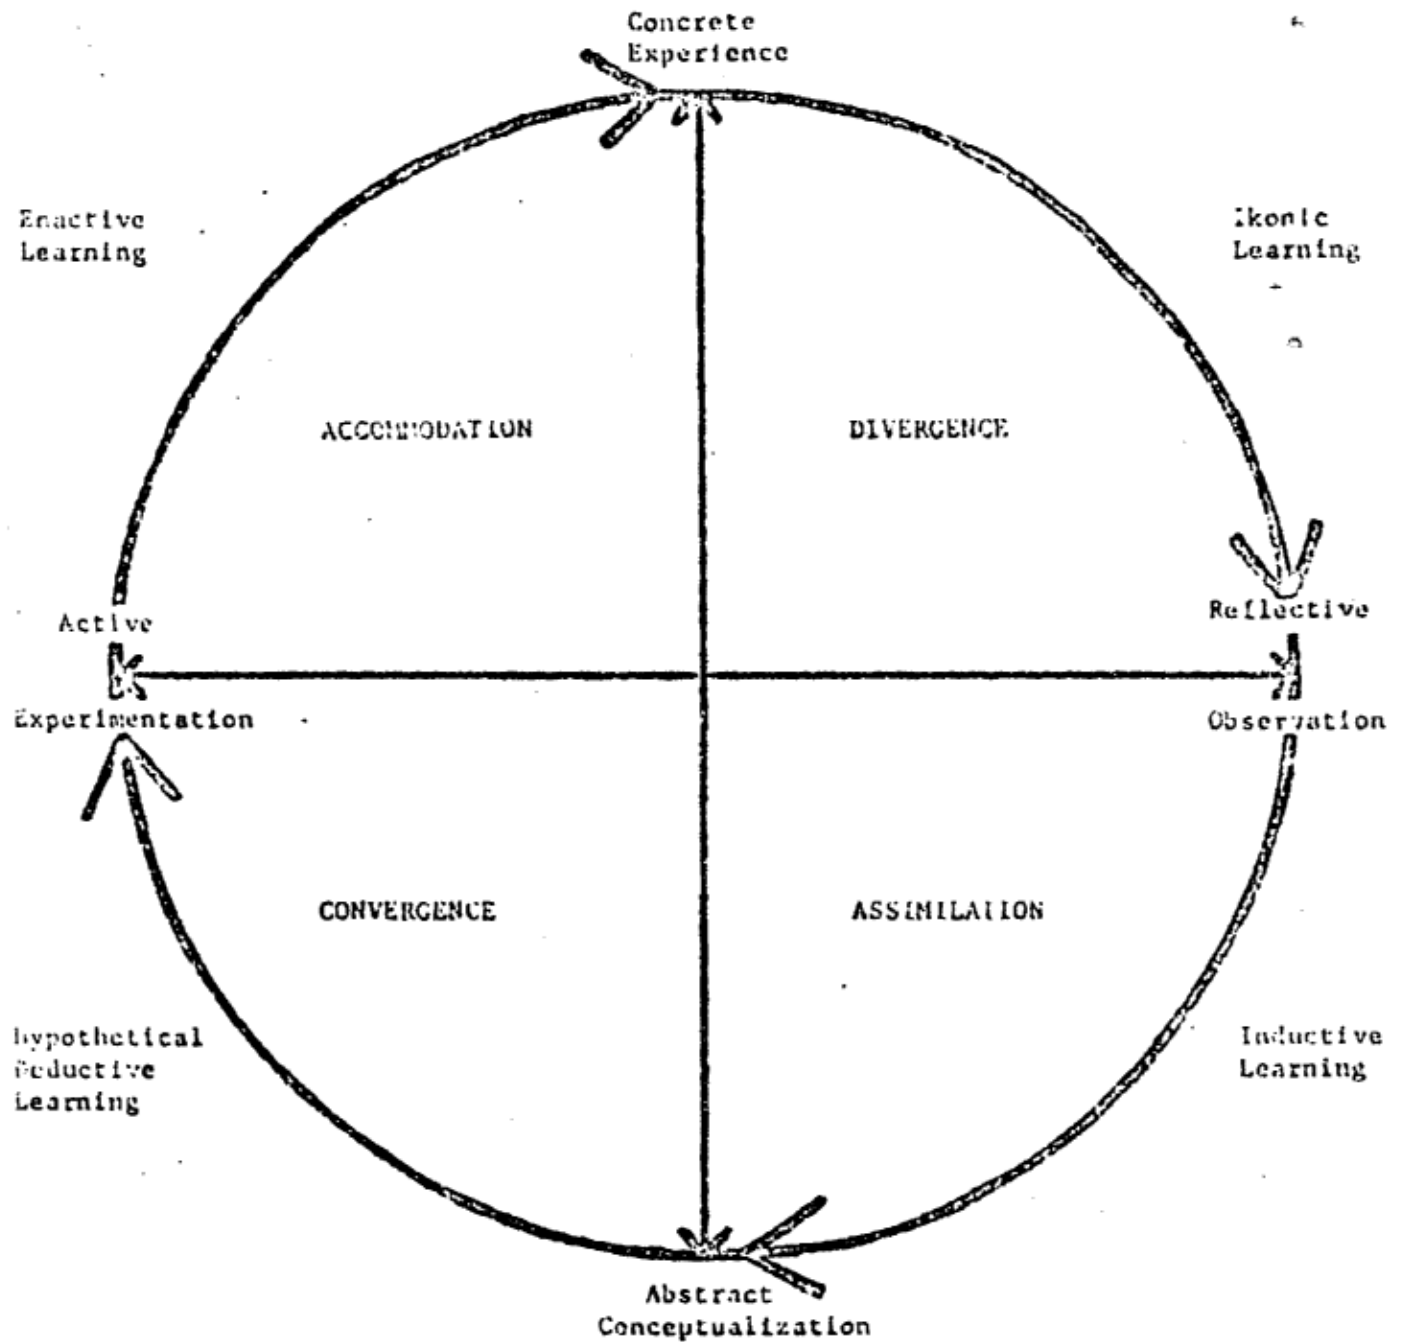 Concrete
Experience
Enactive
Learning
Ikonic
Learning
ACCOMMODATION
DIVERGENCE
Active
Experimentation
Reflective
Observation
CONVERGENCE
ASSIMILATION
Hypothetical
Deductive
Learning
Inductive
Learning
Abstract
Conceptualization